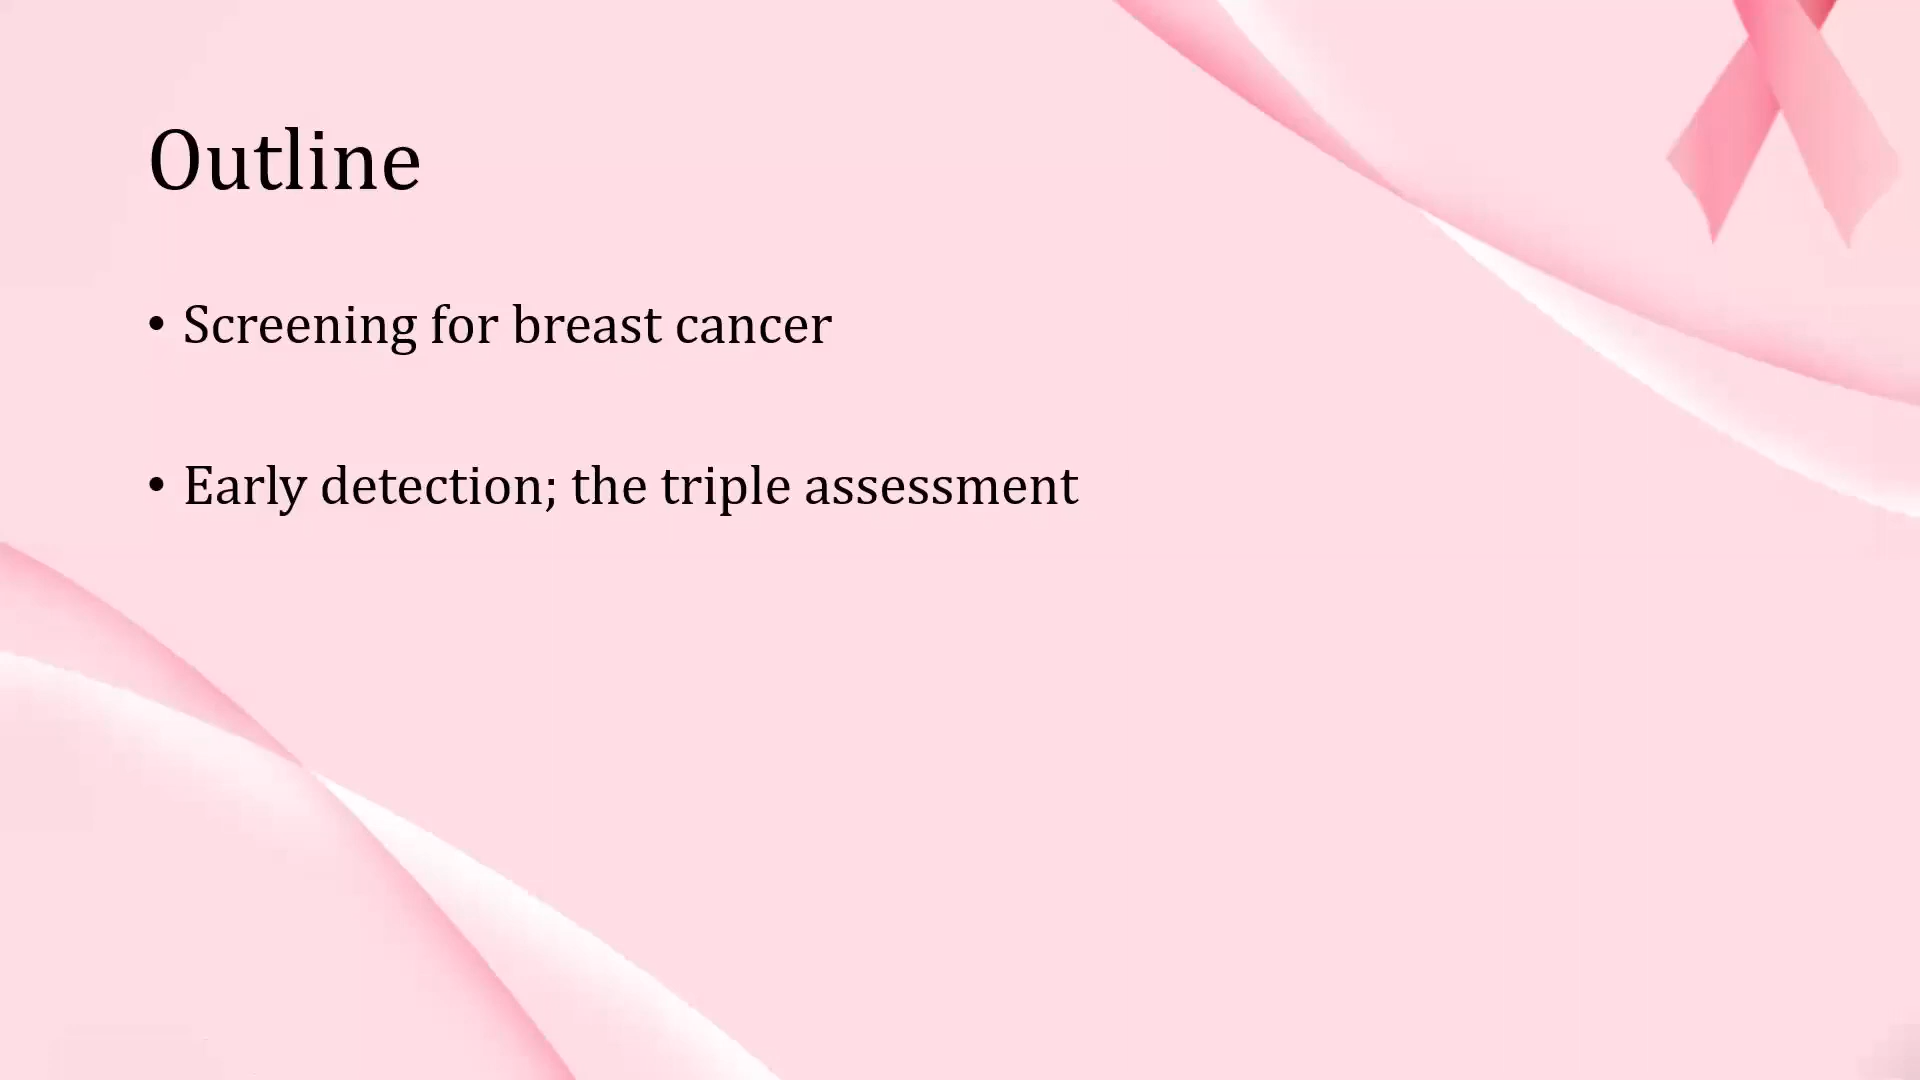 Outline
• Screening for breast cancer
• Early detection; the triple assessment